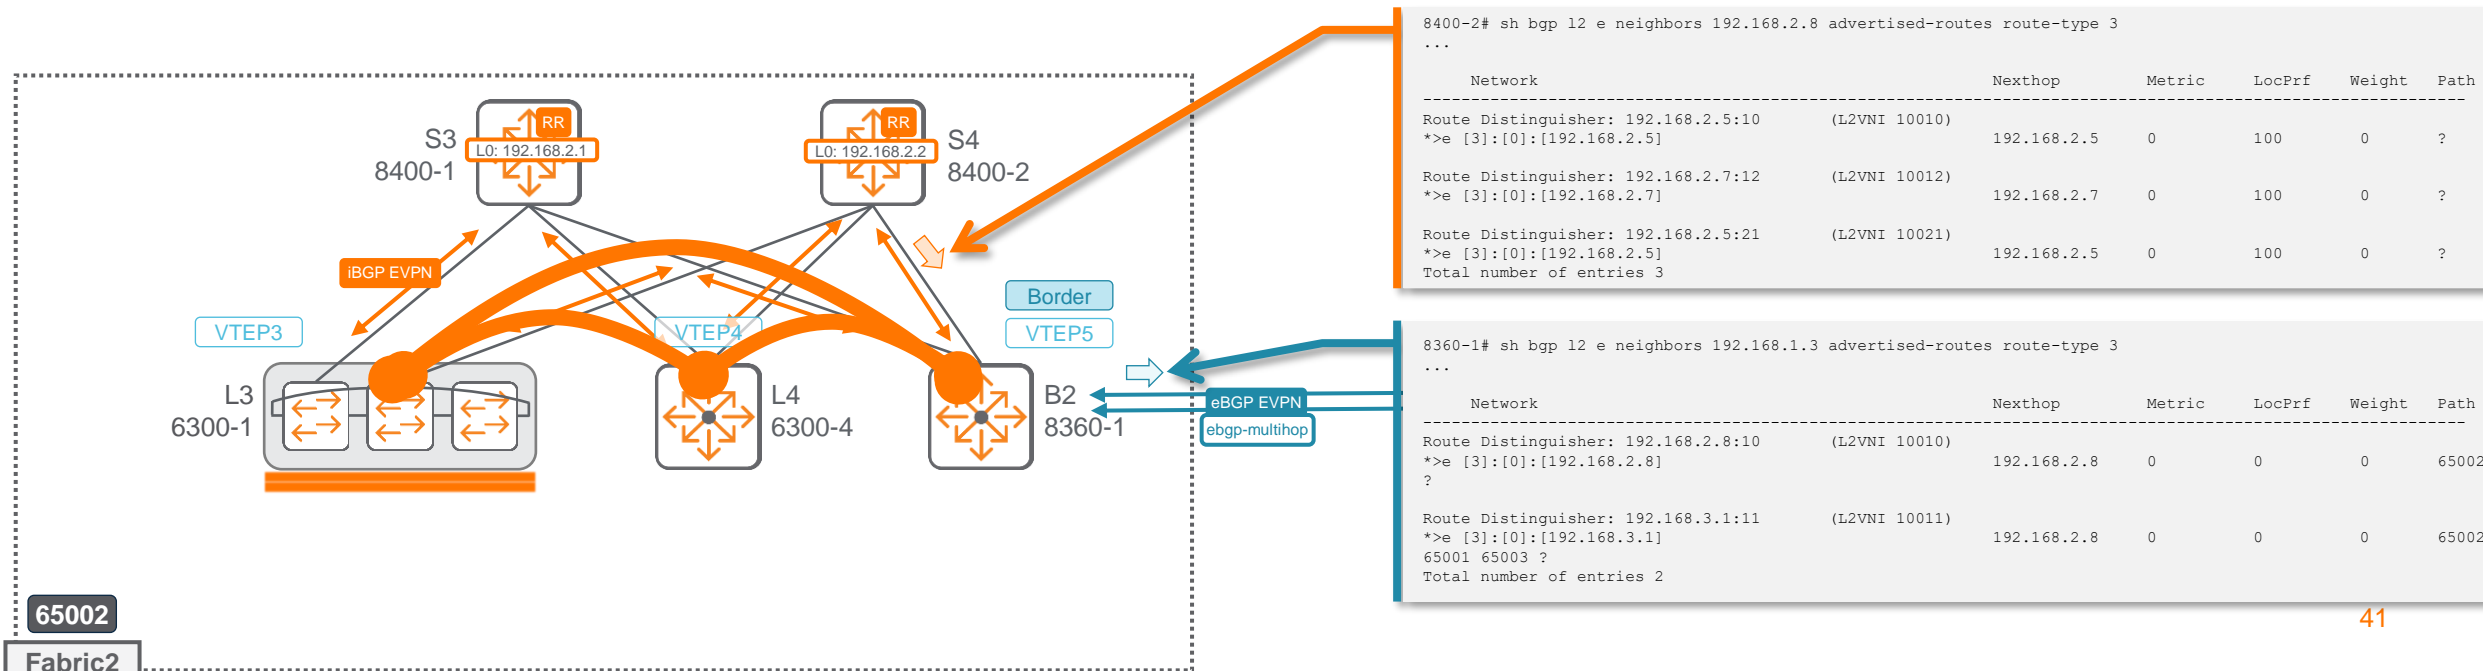 8400-2# sh bgp l2 e neighbors 192.168.2.8 advertised-routes route-type 3
...
Network Nexthop Metric LocPrf Weight Path
--------------------------------------------------------------------------------
Route Distinguisher: 192.168.2.5:10 (L2VNI 10010)
*>e [3]:[0]:[192.168.2.5] 192.168.2.5 0 100 0 ?
Route Distinguisher: 192.168.2.7:12 (L2VNI 10012)
*>e [3]:[0]:[192.168.2.7] 192.168.2.7 0 100 0 ?
Route Distinguisher: 192.168.2.5:21 (L2VNI 10021)
*>e [3]:[0]:[192.168.2.5] 192.168.2.5 0 100 0 ?
Total number of entries 3
RR
S3
L0: 192.168.2.1
8400-1
RR
S4
L0: 192.168.2.2
8400-2
iBGP EVPN
Border
VTEP3
VTEP4
VTEP5
L3
6300-1
L4
6300-4
B2
8360-1
eBGP EVPN
ebgp-multihop
8360-1# sh bgp l2 e neighbors 192.168.1.3 advertised-routes route-type 3
...
Network Nexthop Metric LocPrf Weight Path
--------------------------------------------------------------------------------
Route Distinguisher: 192.168.2.8:10 (L2VNI 10010)
*>e [3]:[0]:[192.168.2.8] 192.168.2.8 0 0 0 65002
?
Route Distinguisher: 192.168.3.1:11 (L2VNI 10011)
*>e [3]:[0]:[192.168.3.1] 192.168.2.8 0 0 0 65002
65001 65003 ?
Total number of entries 2
65002
Fabric2
41